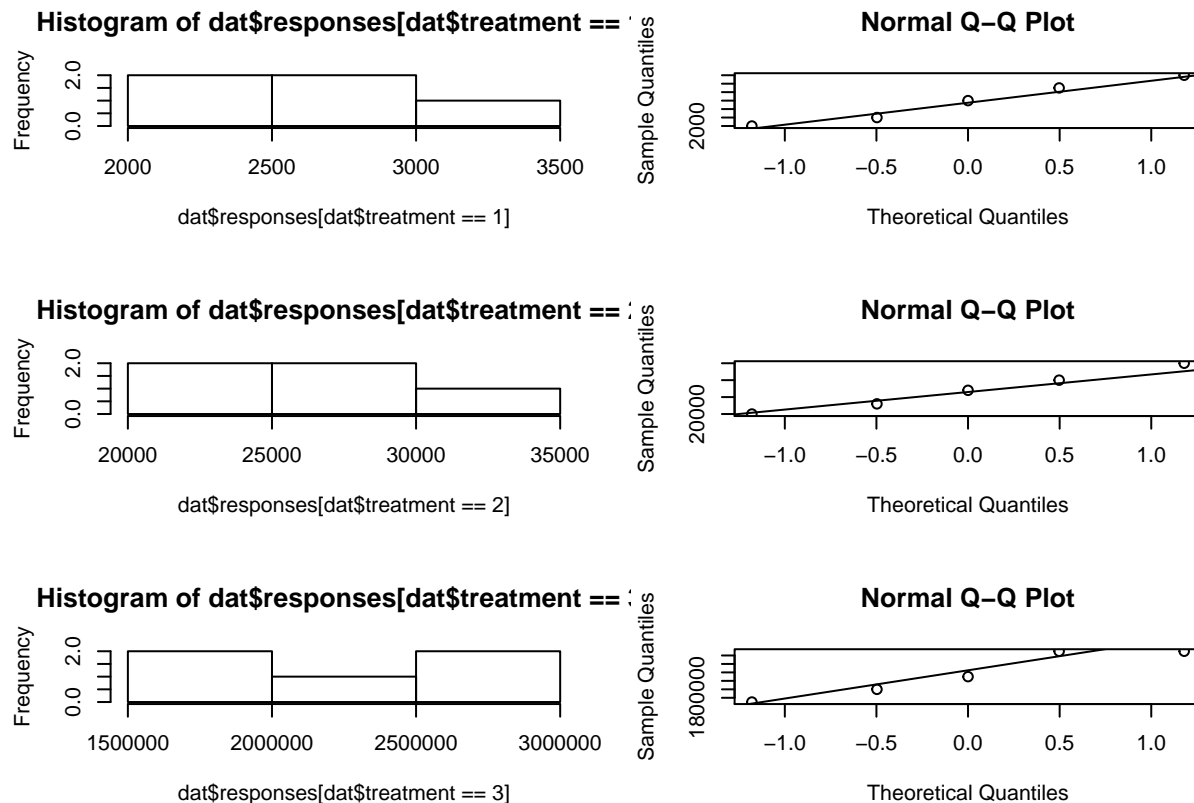 Histogram of dat$responses[dat$treatment ==
Frequency
0.0 2.0
2000 2500 3000 3500
dat$responses[dat$treatment == 1]
Normal Q−Q Plot
Sample Quantiles
2000
−1.0 −0.5 0.0 0.5 1.0
Theoretical Quantiles
Histogram of dat$responses[dat$treatment ==
Frequency
0.0 2.0
20000 25000 30000 35000
dat$responses[dat$treatment == 2]
Normal Q−Q Plot
Sample Quantiles
20000
−1.0 −0.5 0.0 0.5 1.0
Theoretical Quantiles
Histogram of dat$responses[dat$treatment ==
Frequency
0.0 2.0
1500000 2000000 2500000 3000000
dat$responses[dat$treatment == 3]
Normal Q−Q Plot
Sample Quantiles
1800000
−1.0 −0.5 0.0 0.5 1.0
Theoretical Quantiles